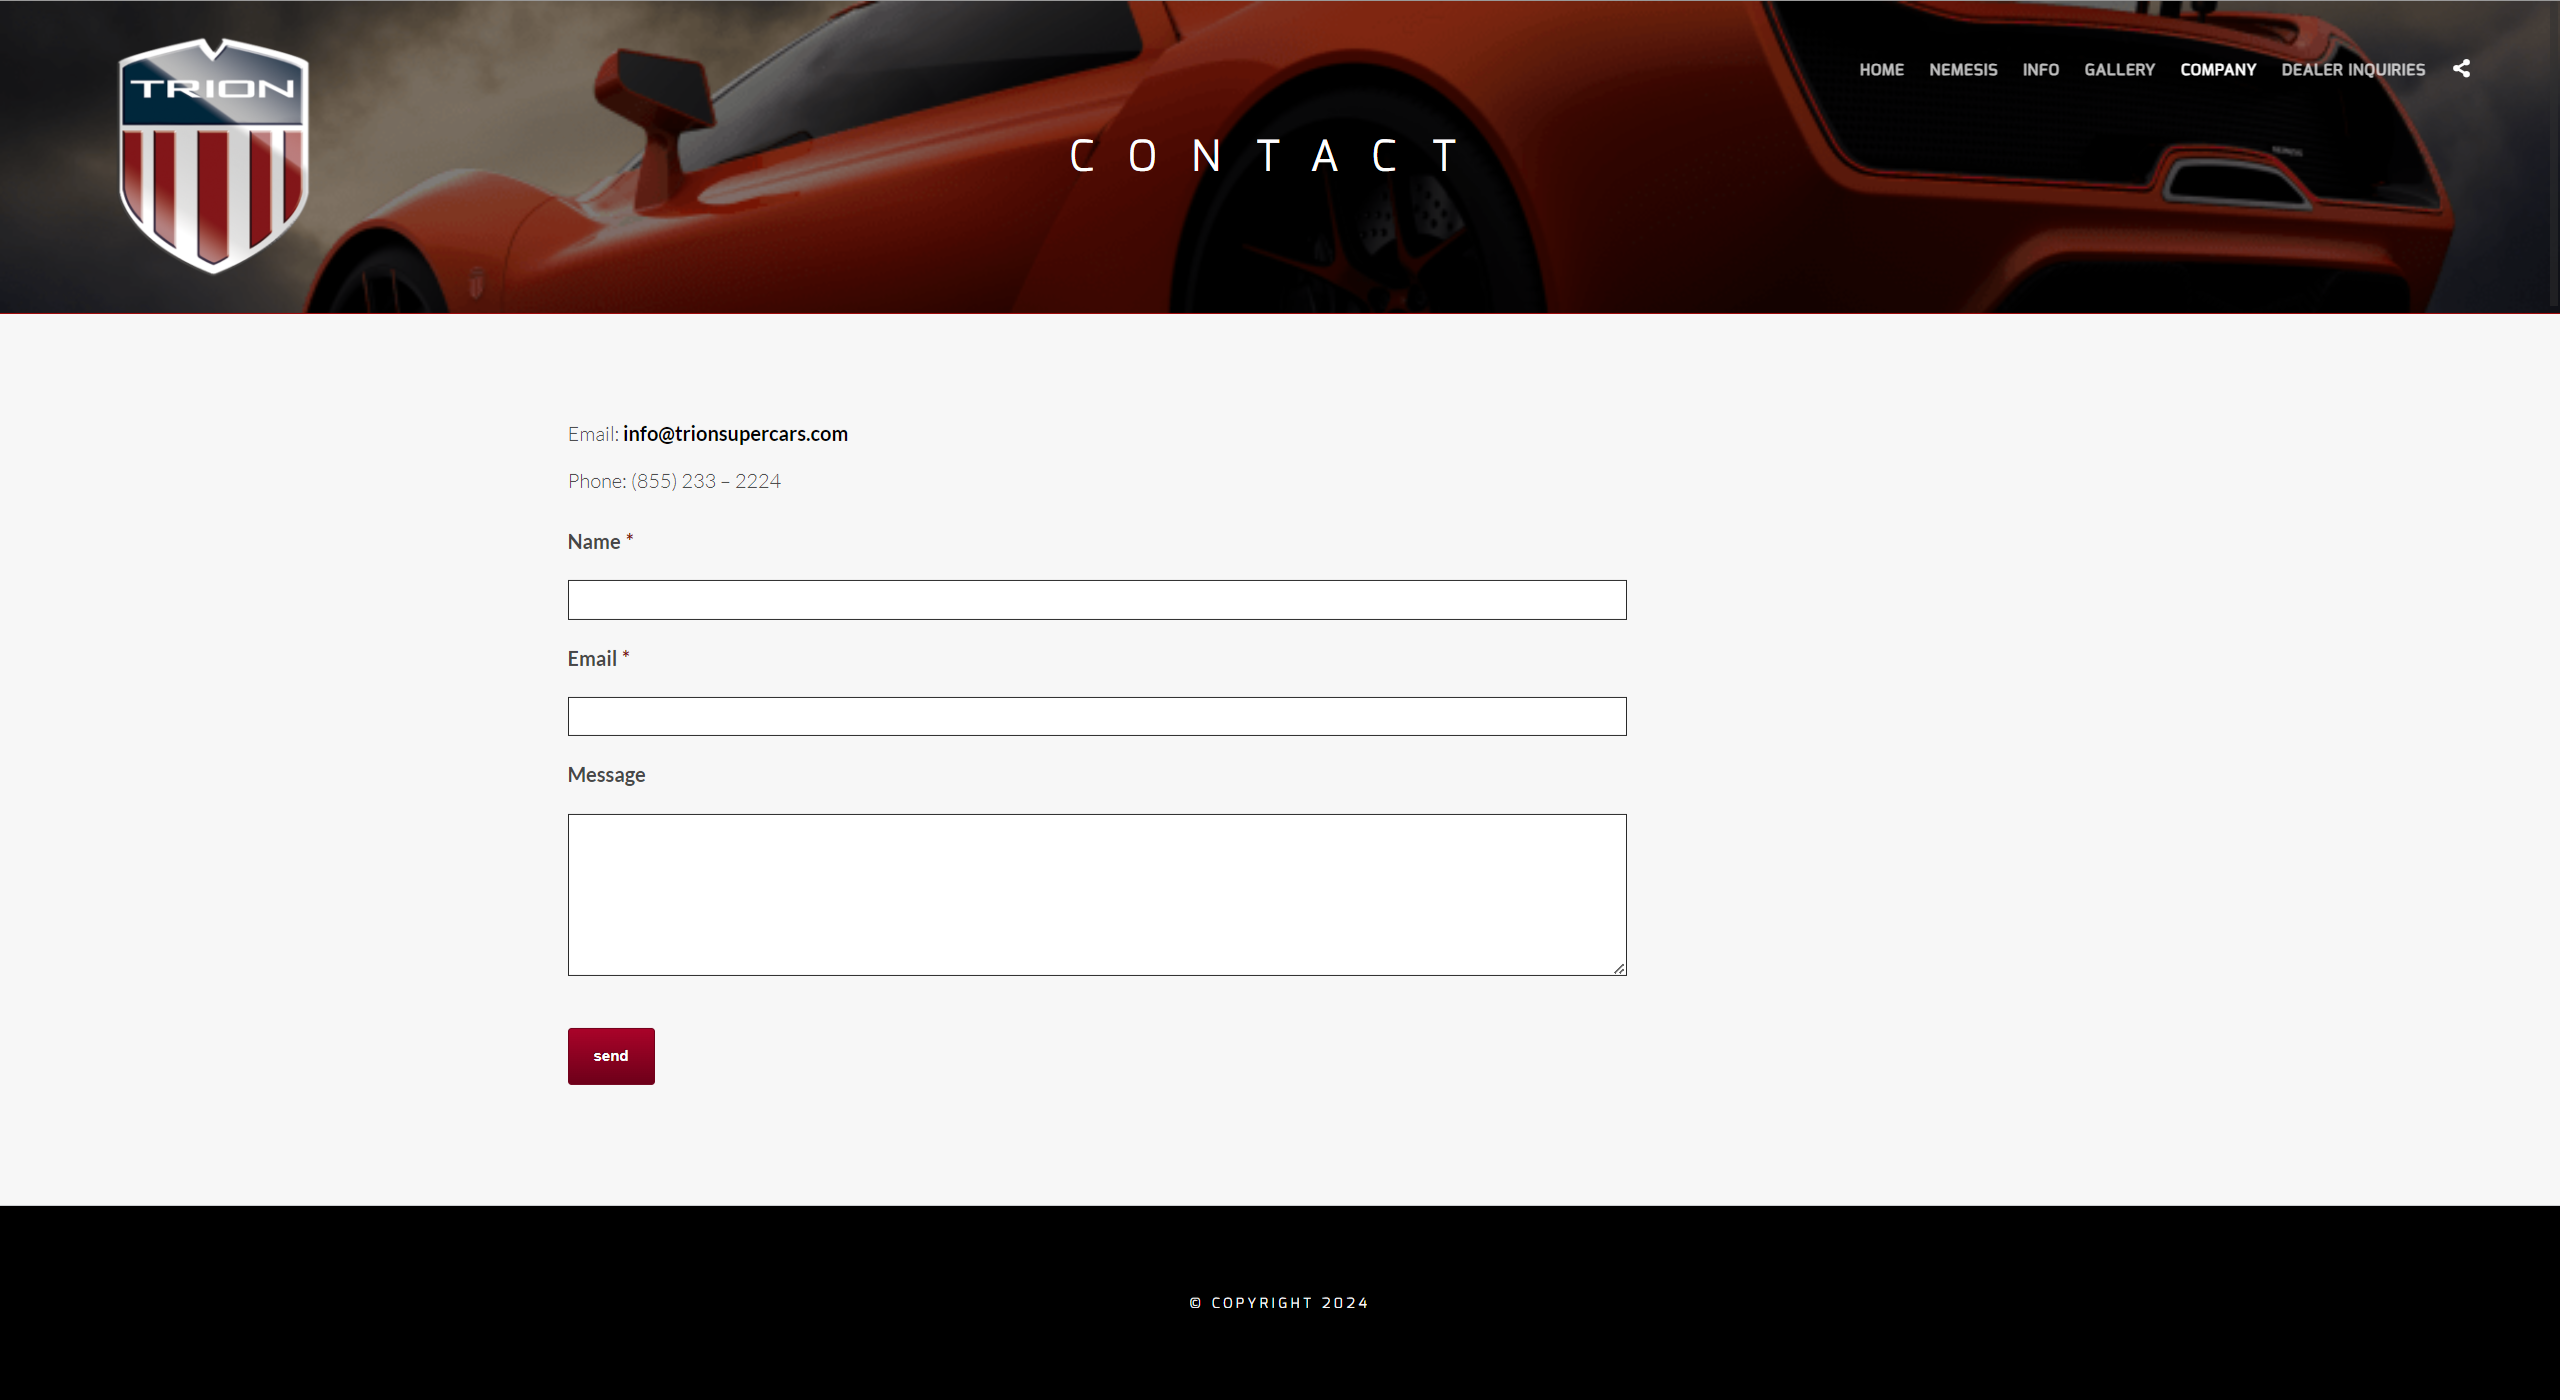 TRION
HOME NEMESIS INFO GALLERY COMPANY DEALER INQUIRIES
CONTACT
Email: info@trionsupercars.com
Phone: (855) 233 – 2224
Name *
Email *
Message
send
© COPYRIGHT 2024